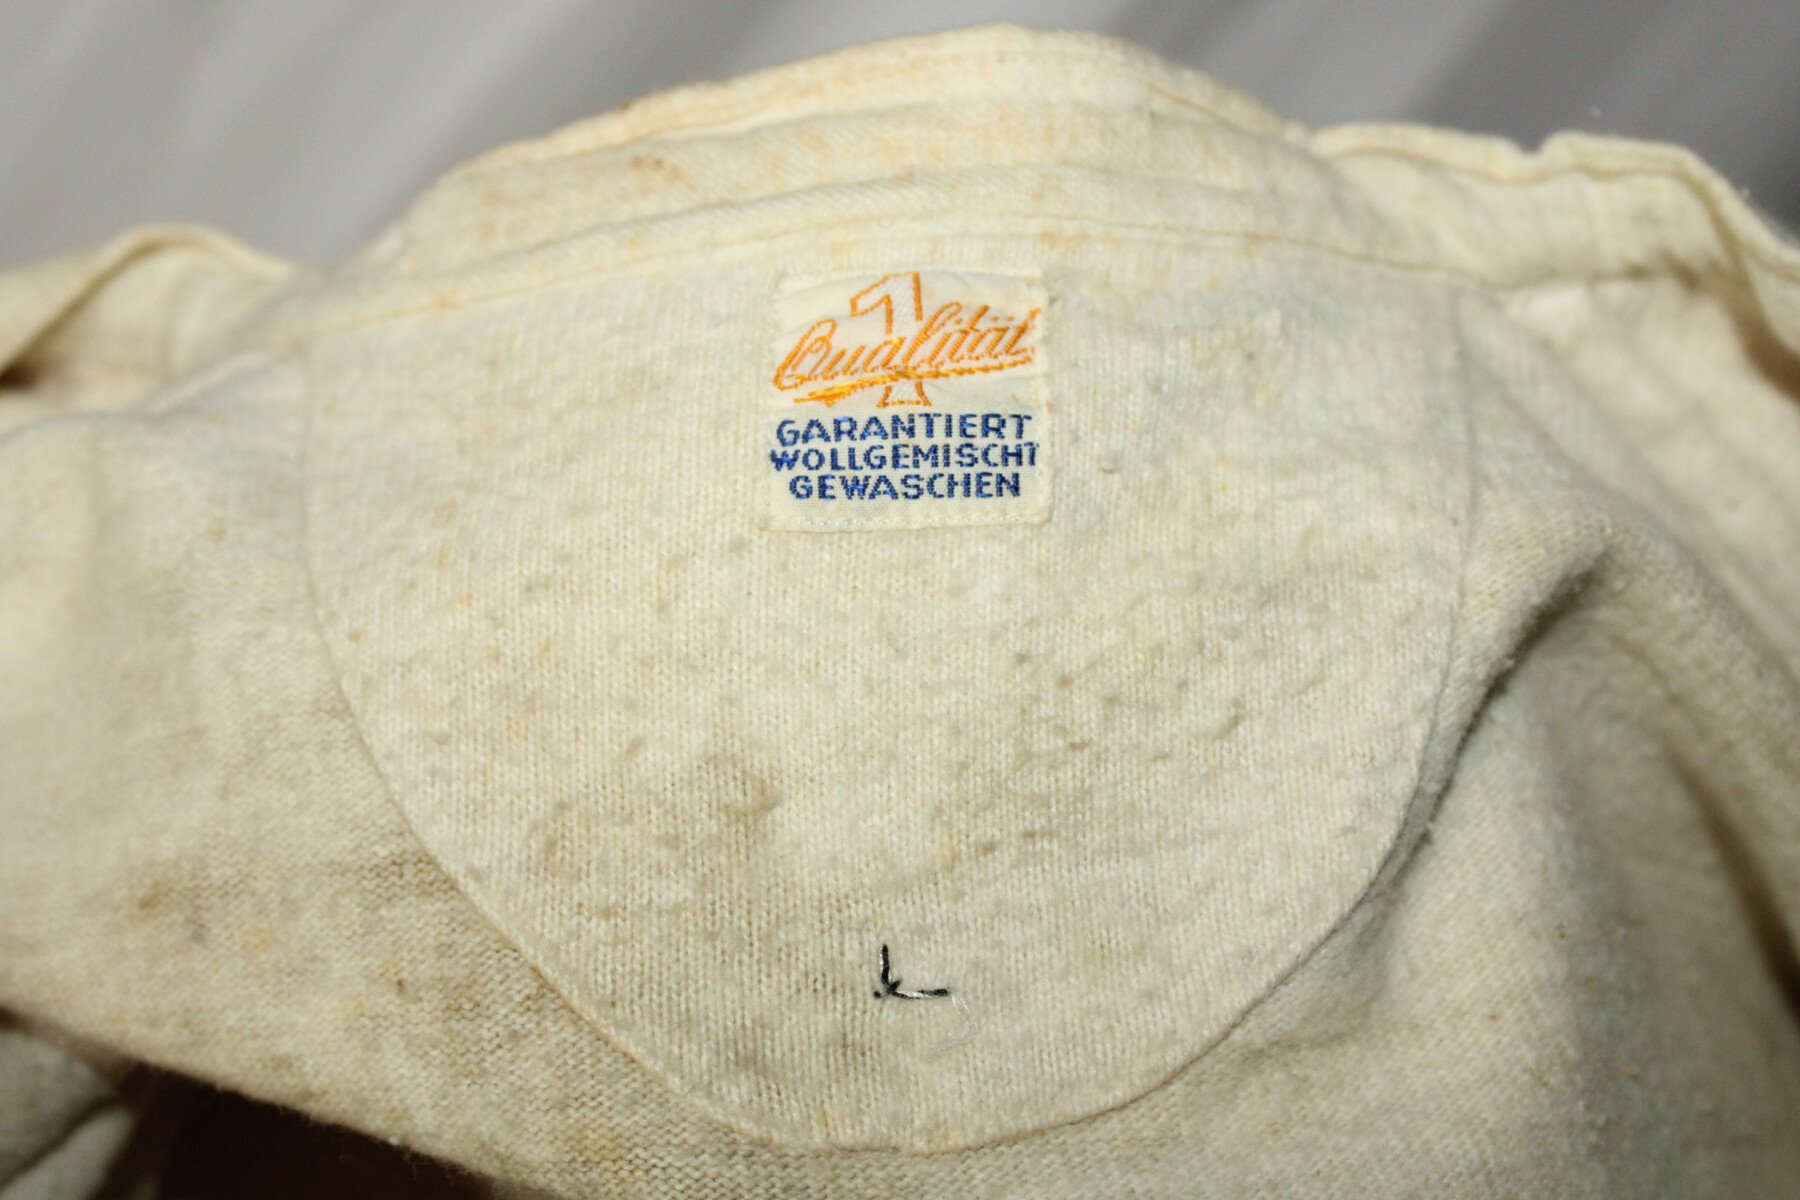 1
Qualität
GARANTIERT
WOLLGEMISCHT
GEWASCHEN